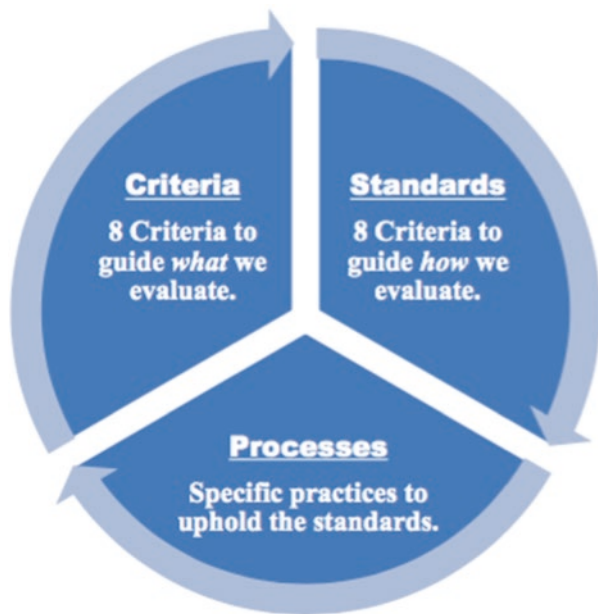 Criteria
8 Criteria to
guide what we
evaluate.
Standards
8 Criteria to
guide how we
evaluate.
Processes
Specific practices to
uphold the standards.